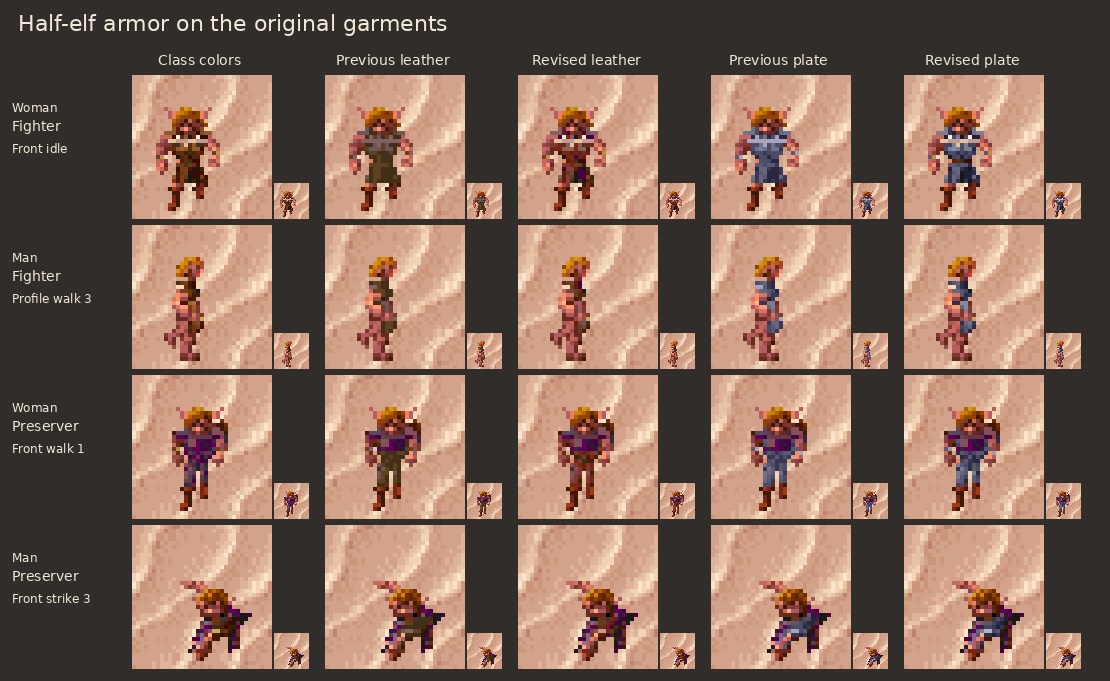 Half-elf armor on the original garments
Class colors Previous leather Revised leather Previous plate Revised plate
Woman
Fighter
Front idle
Man
Fighter
Profile walk 3
Woman
Preserver
Front walk 1
Man
Preserver
Front strike 3